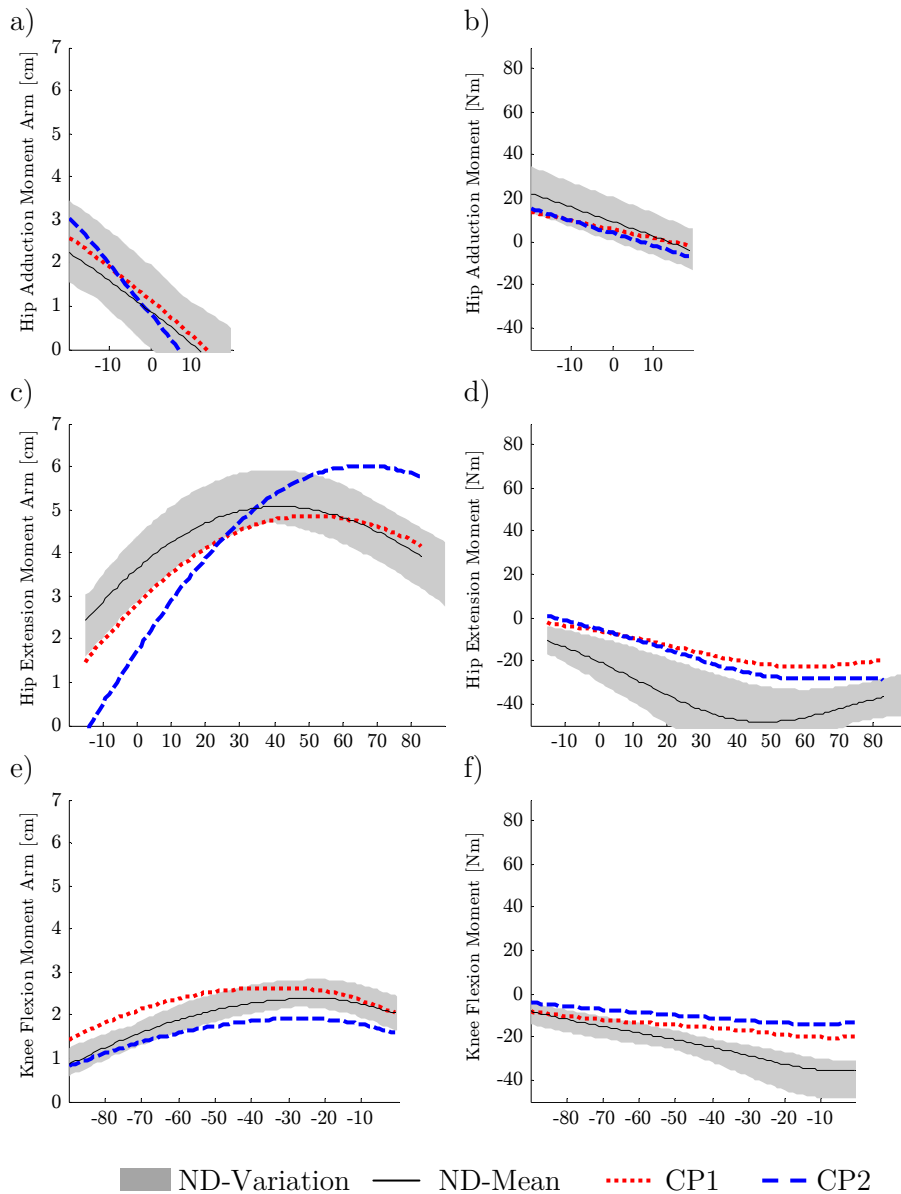 a)
b)
Hip Adduction Moment Arm [cm]
7
6
5
4
3
2
1
0
-10 0 10
Hip Adduction Moment [Nm]
80
60
40
20
0
-20
-40
-10 0 10
c)
d)
Hip Extension Moment Arm [cm]
7
6
5
4
3
2
1
0
-10 0 10 20 30 40 50 60 70 80
Hip Extension Moment [Nm]
80
60
40
20
0
-20
-40
-10 0 10 20 30 40 50 60 70 80
e)
f)
Knee Flexion Moment Arm [cm]
7
6
5
4
3
2
1
0
-80 -70 -60 -50 -40 -30 -20 -10
Knee Flexion Moment [Nm]
80
60
40
20
0
-20
-40
-80 -70 -60 -50 -40 -30 -20 -10
ND-Variation ND-Mean CP1 CP2